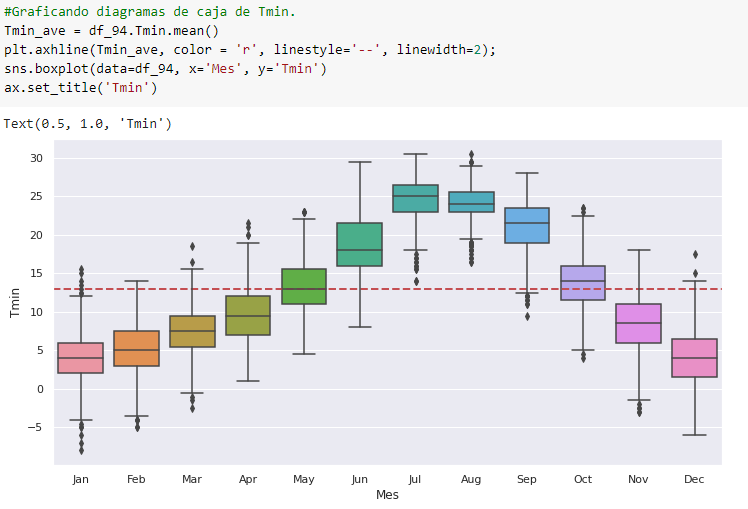 #Graficando diagramas de caja de Tmin.
Tmin_ave = df_94.Tmin.mean()
plt.axhline(Tmin_ave, color = 'r', linestyle='--', linewidth=2);
sns.boxplot(data=df_94, x='Mes', y='Tmin')
ax.set_title('Tmin')
Text(0.5, 1.0, 'Tmin')
30
25
20
15
10
5
0
−5
Tmin
Jan Feb Mar Apr May Jun Jul Aug Sep Oct Nov Dec
Mes